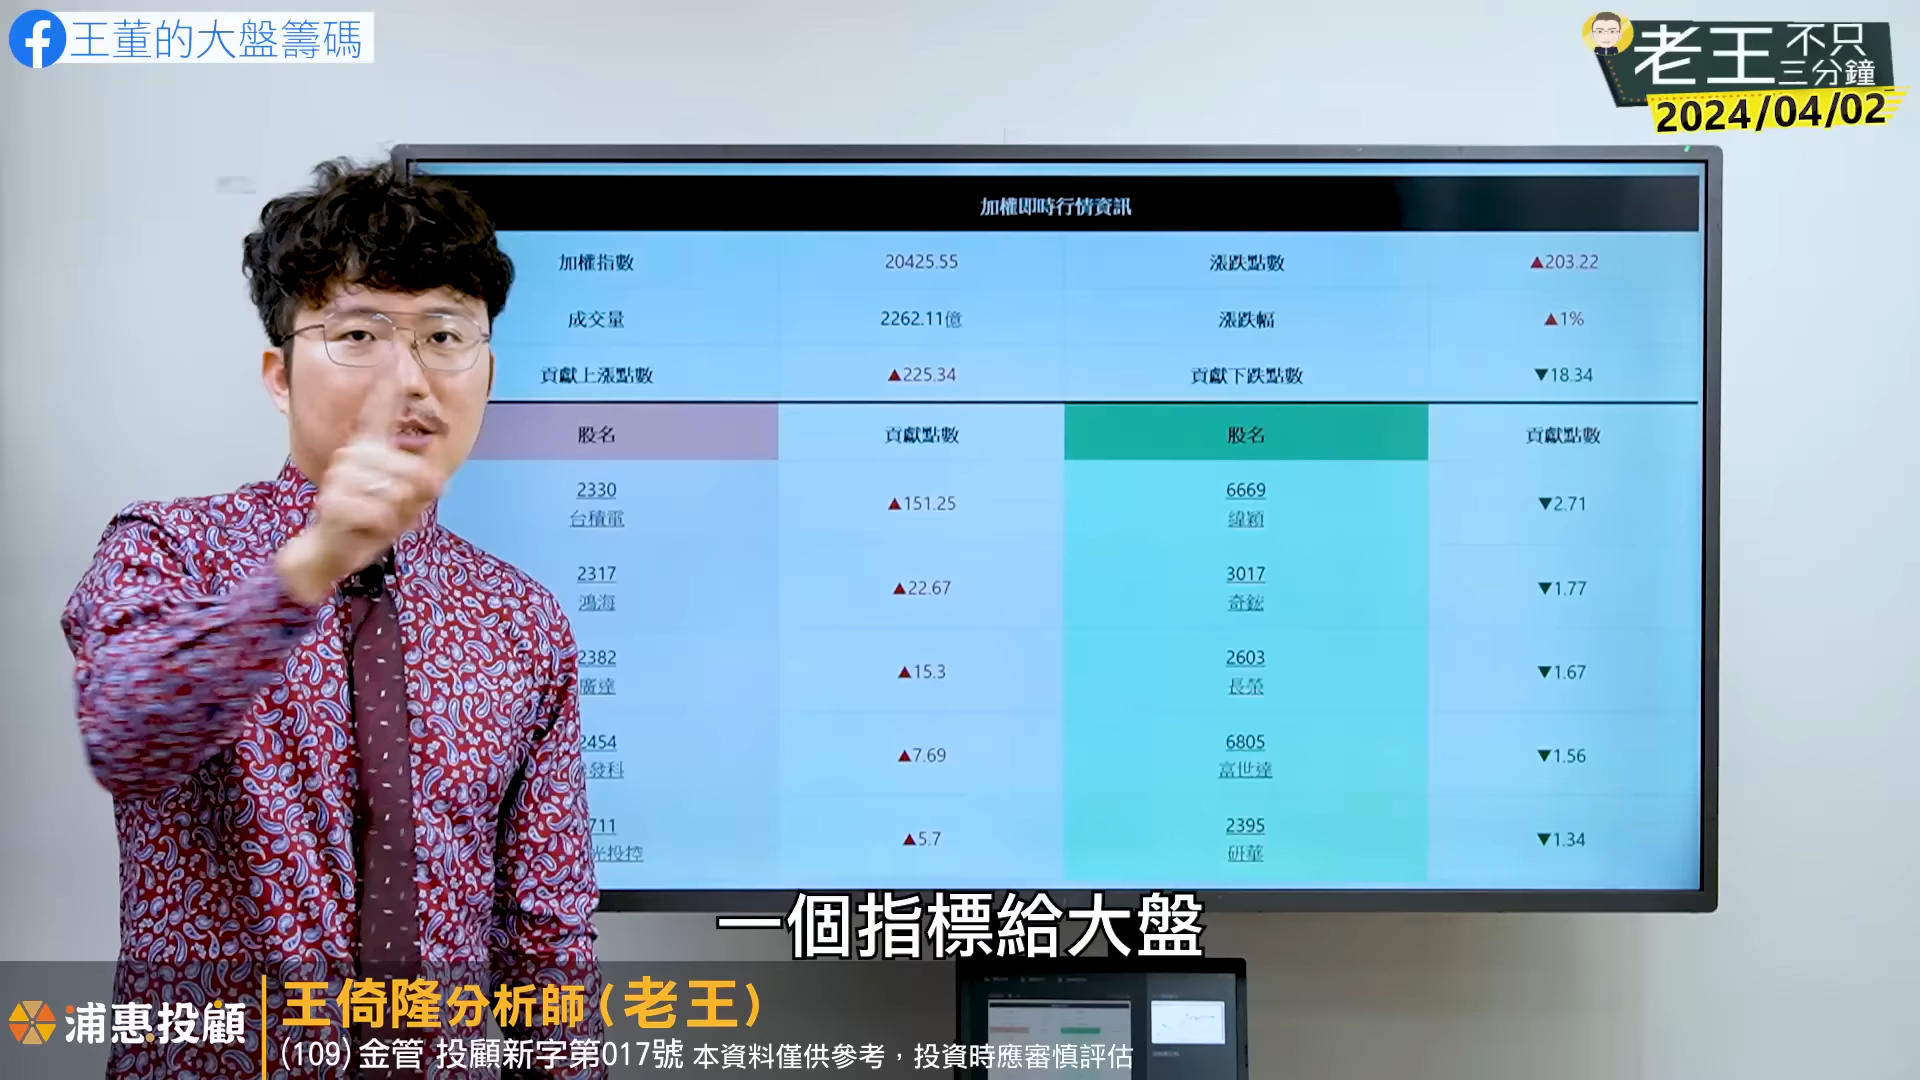 王董的大盤籌碼
老王 不只三分鐘
2024/04/02
加權即時行情資訊
加權指數 20425.55 漲跌點數 ▲203.22
成交量 2262.11億 漲跌幅 ▲1%
貢獻上漲點數 ▲225.34 貢獻下跌點數 ▼18.34
股名 貢獻點數 股名 貢獻點數
2330 台積電 ▲151.25 6669 緯穎 ▼2.71
2317 鴻海 ▲22.67 3017 奇鋐 ▼1.77
2382 廣達 ▲15.3 2603 長榮 ▼1.67
2454 發科 ▲7.69 6805 富世達 ▼1.56
711 光投控 ▲5.7 2395 研華 ▼1.34
一個指標給大盤
浦惠投顧
王倚隆分析師(老王)
(109)金管 投顧新字第017號 本資料僅供參考，投資時應審慎評估